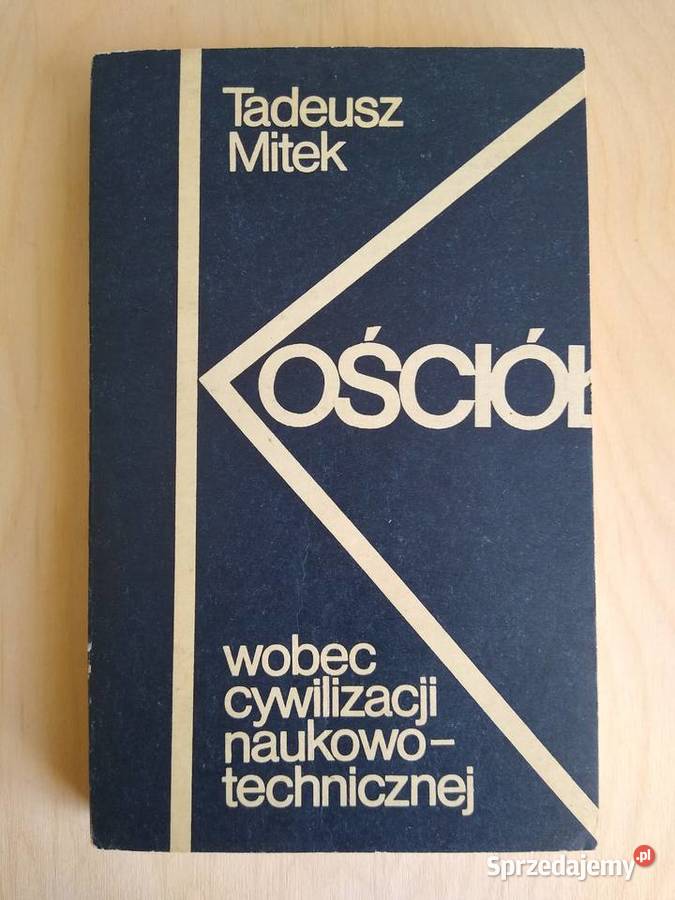 Tadeusz
Mitek
KOŚCIÓŁ
wobec
cywilizacji
naukowo-
technicznej
Sprzedajemy.pl